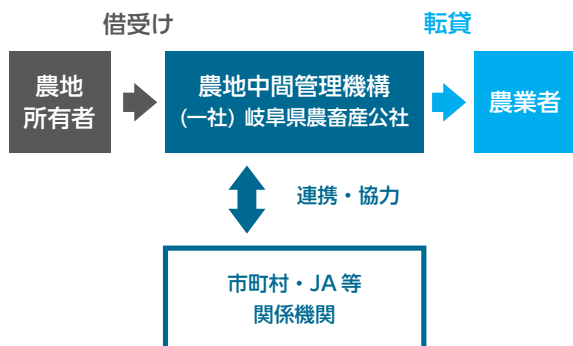 借受け
転貸
農地
所有者
農地中間管理機構
(一社) 岐阜県農畜産公社
農業者
連携・協力
市町村・JA 等
関係機関